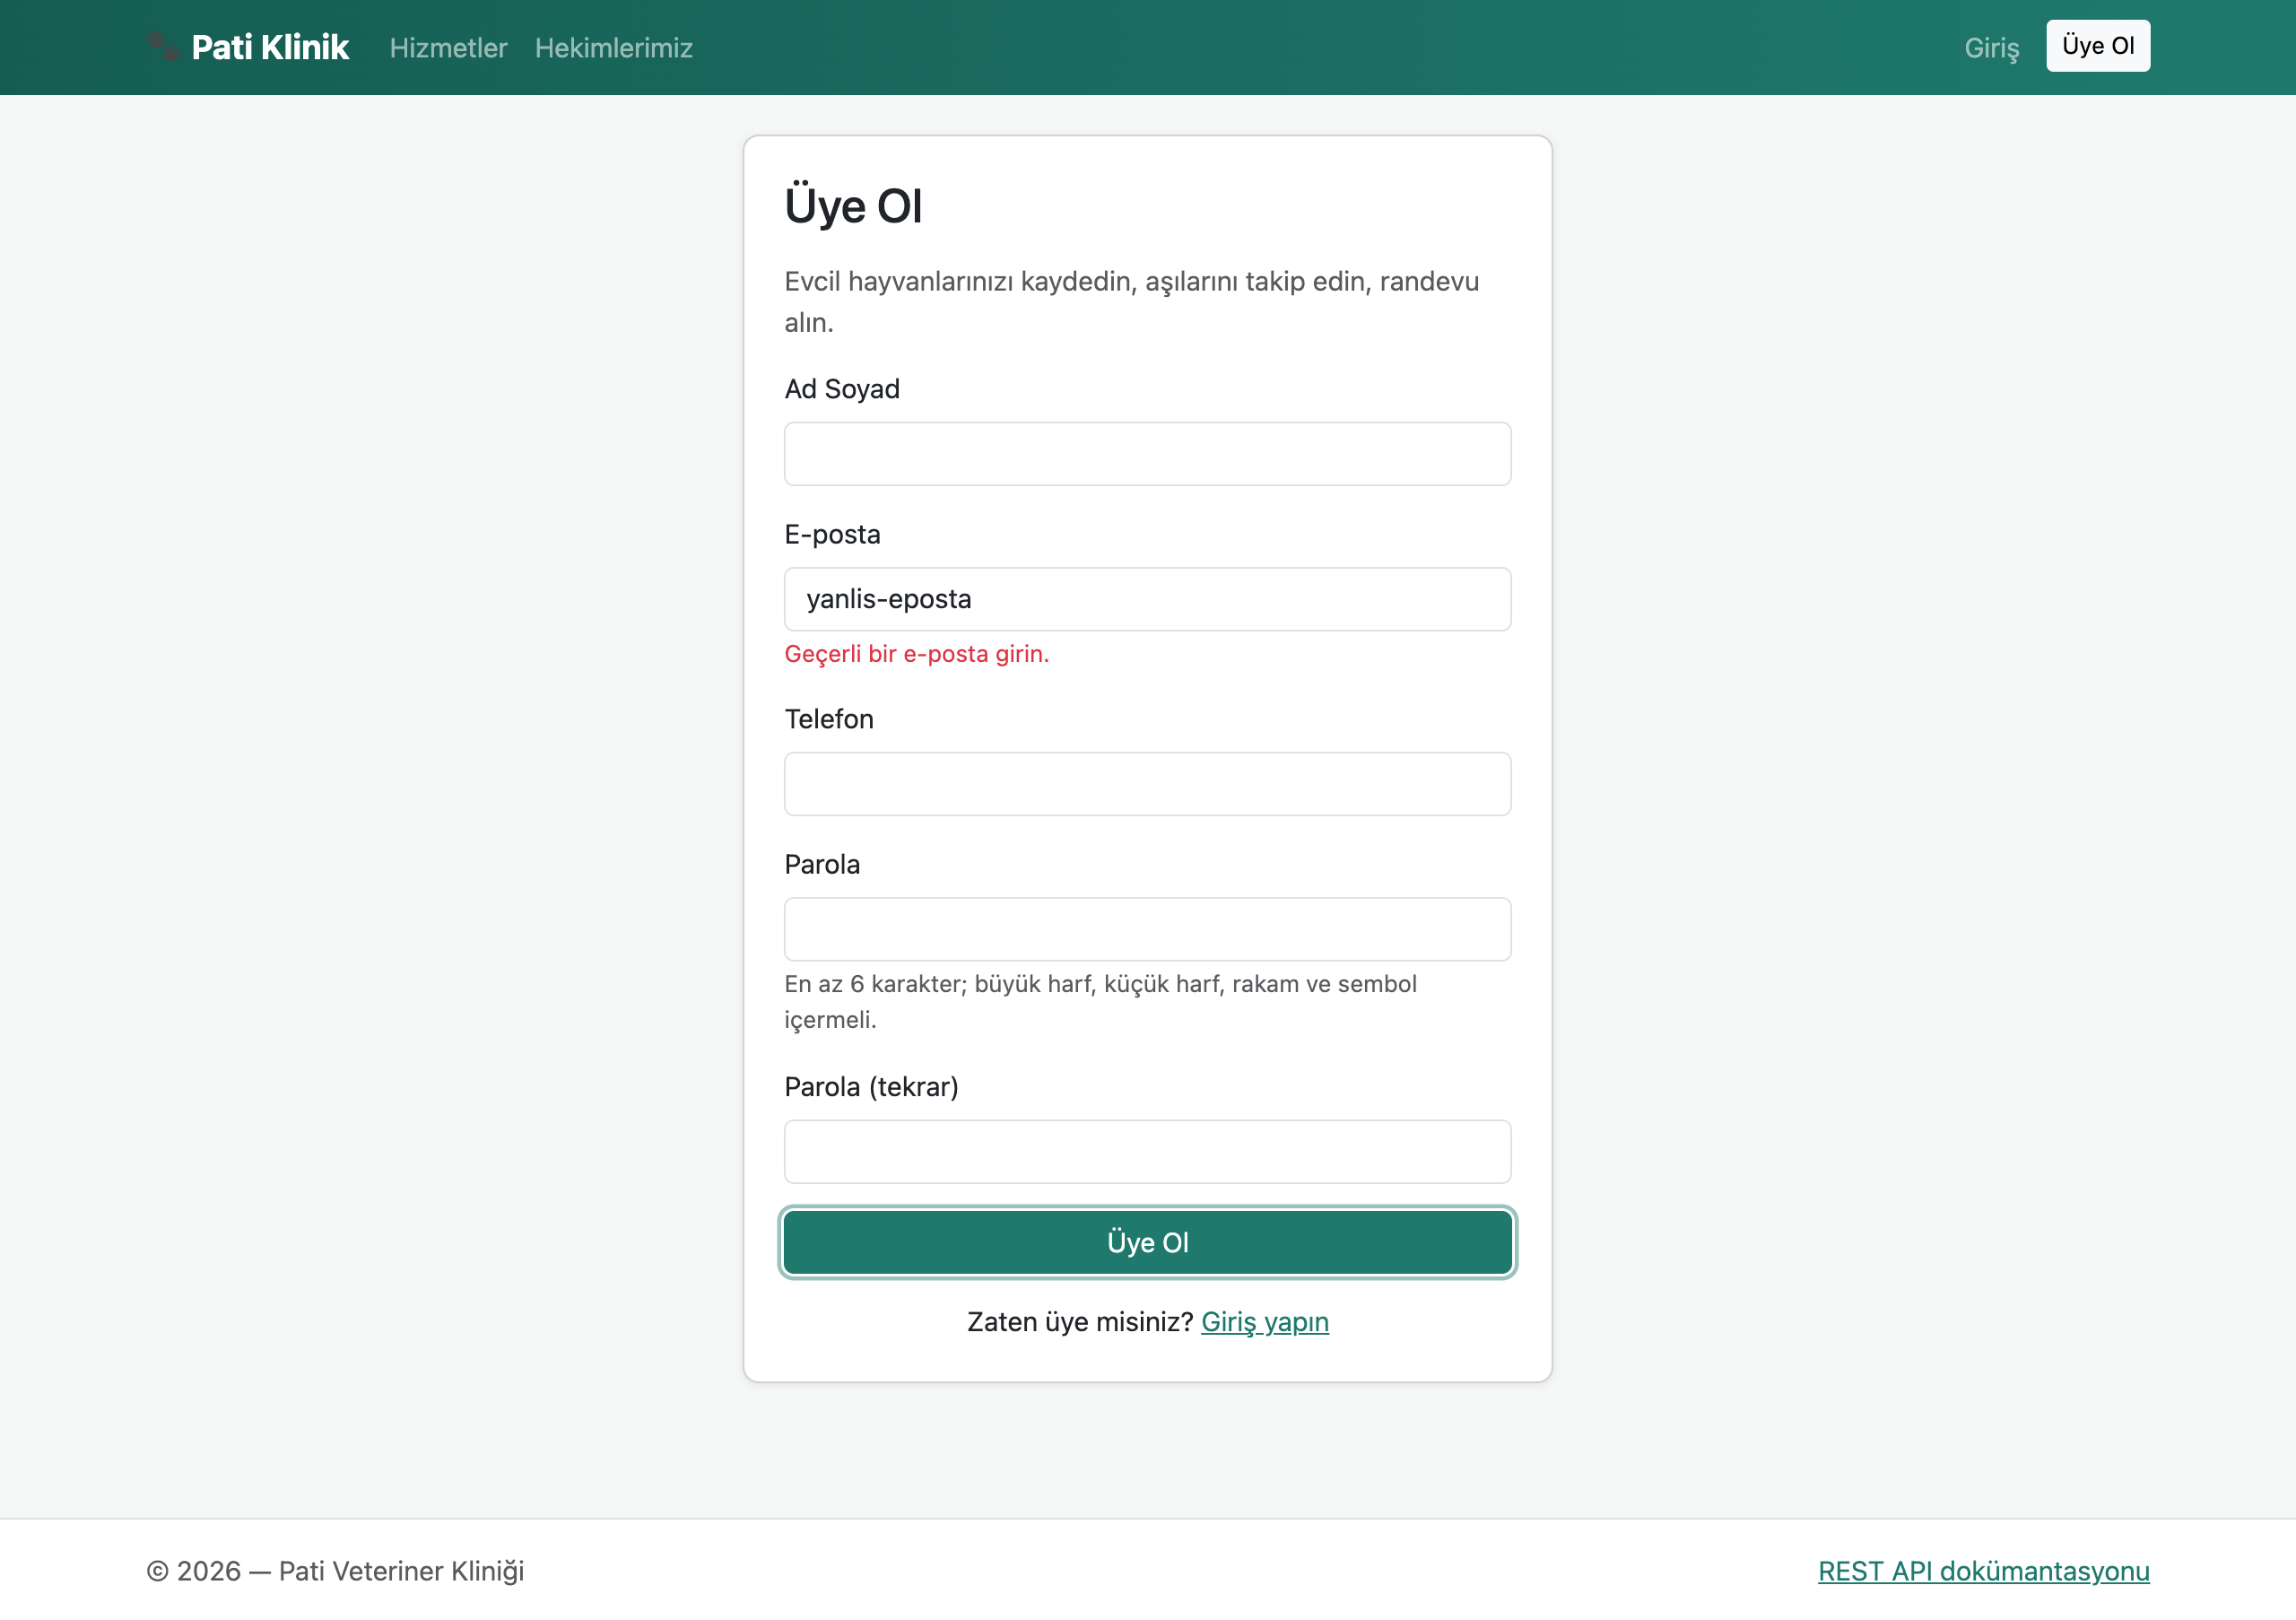 Pati Klinik Hizmetler Hekimlerimiz Giriş Üye Ol
Üye Ol
Evcil hayvanlarınızı kaydedin, aşılarını takip edin, randevu
alın.
Ad Soyad
E-posta
yanlis-eposta
Geçerli bir e-posta girin.
Telefon
Parola
En az 6 karakter; büyük harf, küçük harf, rakam ve sembol
içermeli.
Parola (tekrar)
Üye Ol
Zaten üye misiniz? Giriş yapın
© 2026 — Pati Veteriner Kliniği REST API dokümantasyonu